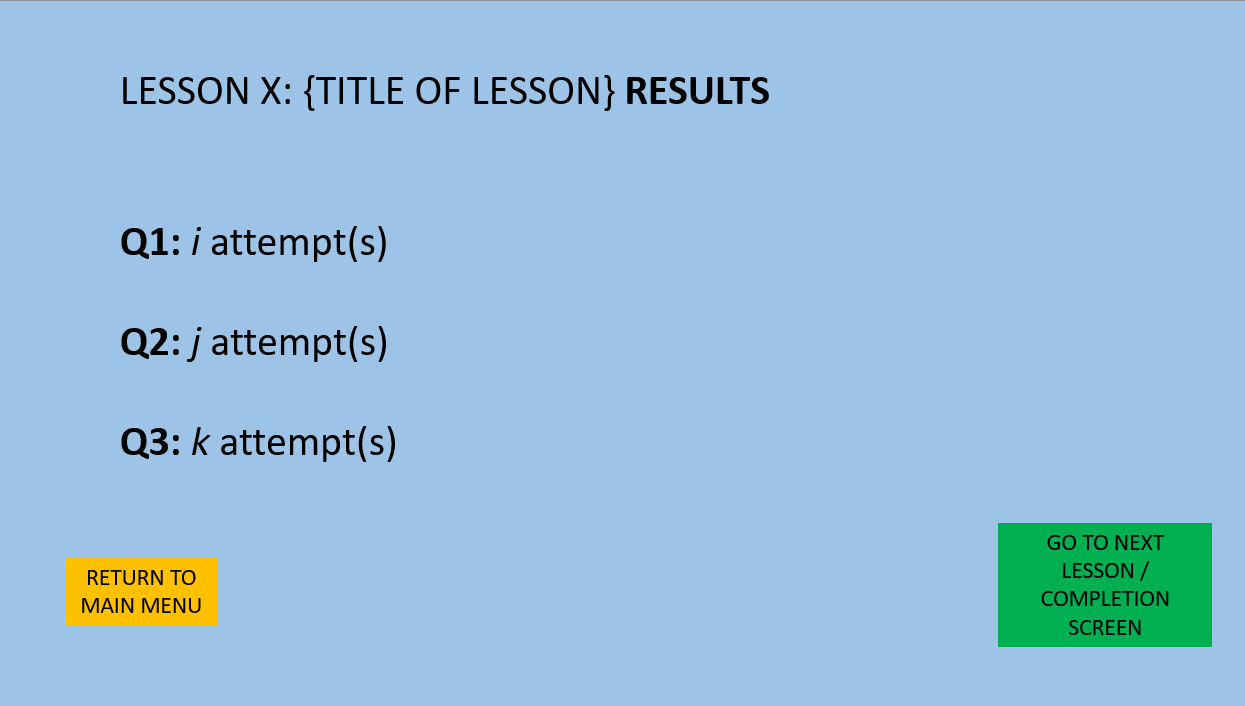 LESSON X: {TITLE OF LESSON} RESULTS
Q1: i attempt(s)
Q2: j attempt(s)
Q3: k attempt(s)
RETURN TO
MAIN MENU
GO TO NEXT
LESSON /
COMPLETION
SCREEN